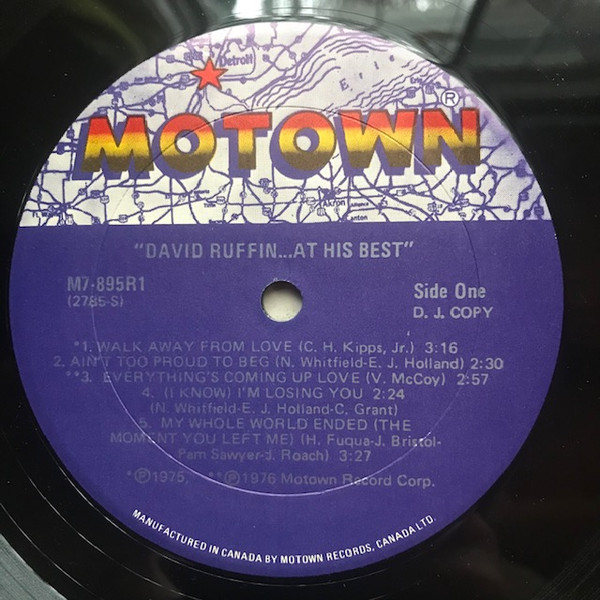 Detroit
Erie
®
MOTOWN
Akron
"DAVID RUFFIN...AT HIS BEST"
M7-895R1
(2785-S)
Side One
D. J. COPY
*1. WALK AWAY FROM LOVE (C. H. Kipps, Jr.) 3:16
2. AIN'T TOO PROUD TO BEG (N. Whitfield-E. J. Holland) 2:30
**3. EVERYTHING'S COMING UP LOVE (V. McCoy) 2:57
4. (I KNOW) I'M LOSING YOU 2:24
(N. Whitfield-E. J. Holland-C. Grant)
5. MY WHOLE WORLD ENDED (THE
MOMENT YOU LEFT ME) (H. Fuqua-J. Bristol-
Pam Sawyer-J. Roach) 3:27
*℗1975, **℗1976 Motown Record Corp.
MANUFACTURED IN CANADA BY MOTOWN RECORDS, CANADA LTD.